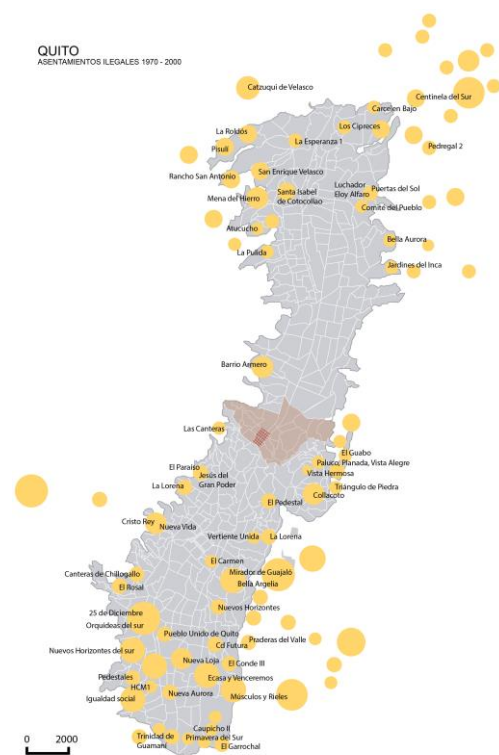 QUITO
ASENTAMIENTOS ILEGALES 1970 - 2000
Catzuquí de Velasco
Centinela del Sur
Carcelen Bajo
Los Cipreces
La Roldós
La Esperanza 1
Pisulí
Pedregal 2
San Enrique Velasco
Rancho San Antonio
Luchador
Eloy Alfaro
Puertas del Sol
Santa Isabel
de Cotocollao
Mena del Hierro
Comité del Pueblo
Atucucho
Bella Aurora
La Pulida
Jardines del Inca
Barrio Armero
Las Canteras
El Guabo
Paluco, Planada, Vista Alegre
Vista Hermosa
El Paraíso
Jesús del
Gran Poder
La Lorena
Triángulo de Piedra
Collacoto
El Pedestal
Cristo Rey
Nueva Vida
Vertiente Unida
La Lorena
El Carmen
Canteras de Chillogallo
Mirador de Guajaló
Bella Argelia
El Rosal
25 de Diciembre
Nuevos Horizontes
Orquideas del sur
Pueblo Unido de Quito
Praderas del Valle
Cd Futura
Nuevos Horizontes del sur
Nueva Loja
El Conde III
Pedestales
Ecasa y Venceremos
HCM1
Nueva Aurora
Músculos y Rieles
Igualdad social
Caupicho II
Trinidad de
Guamaní
Primavera del Sur
El Garrochal
0 2000